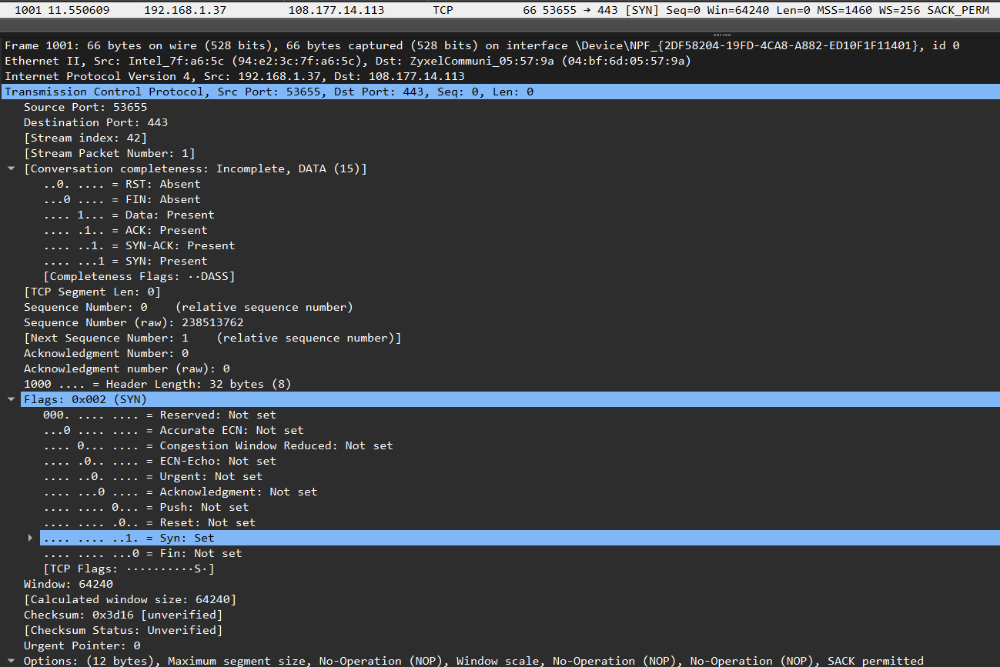 1001 11.550609 192.168.1.37 108.177.14.113 TCP 66 53655 → 443 [SYN] Seq=0 Win=64240 Len=0 MSS=1460 WS=256 SACK_PERM
Frame 1001: 66 bytes on wire (528 bits), 66 bytes captured (528 bits) on interface \Device\NPF_{2DF58204-19FD-4CA8-A882-ED10F1F11401}, id 0
Ethernet II, Src: Intel_7f:a6:5c (94:e2:3c:7f:a6:5c), Dst: ZyxelCommuni_05:57:9a (04:bf:6d:05:57:9a)
Internet Protocol Version 4, Src: 192.168.1.37, Dst: 108.177.14.113
Transmission Control Protocol, Src Port: 53655, Dst Port: 443, Seq: 0, Len: 0
Source Port: 53655
Destination Port: 443
[Stream index: 42]
[Stream Packet Number: 1]
[Conversation completeness: Incomplete, DATA (15)]
..0. .... = RST: Absent
...0 .... = FIN: Absent
.... 1... = Data: Present
.... .1.. = ACK: Present
.... ..1. = SYN-ACK: Present
.... ...1 = SYN: Present
[Completeness Flags: ··DASS]
[TCP Segment Len: 0]
Sequence Number: 0 (relative sequence number)
Sequence Number (raw): 238513762
[Next Sequence Number: 1 (relative sequence number)]
Acknowledgment Number: 0
Acknowledgment number (raw): 0
1000 .... = Header Length: 32 bytes (8)
Flags: 0x002 (SYN)
000. .... .... = Reserved: Not set
...0 .... .... = Accurate ECN: Not set
.... 0... .... = Congestion Window Reduced: Not set
.... .0.. .... = ECN-Echo: Not set
.... ..0. .... = Urgent: Not set
.... ...0 .... = Acknowledgment: Not set
.... .... 0... = Push: Not set
.... .... .0.. = Reset: Not set
.... .... ..1. = Syn: Set
.... .... ...0 = Fin: Not set
[TCP Flags: ··········S·]
Window: 64240
[Calculated window size: 64240]
Checksum: 0x3d16 [unverified]
[Checksum Status: Unverified]
Urgent Pointer: 0
Options: (12 bytes), Maximum segment size, No-Operation (NOP), Window scale, No-Operation (NOP), No-Operation (NOP), SACK permitted